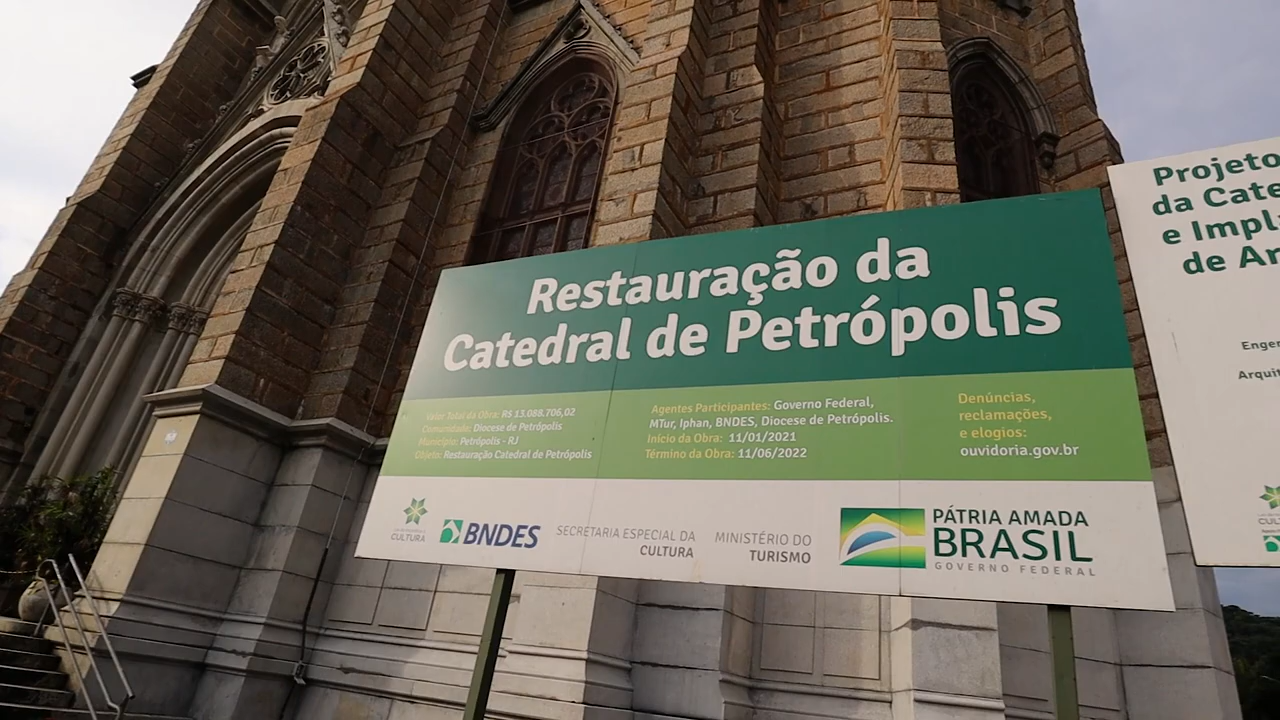 Restauração da
Catedral de Petrópolis
Valor Total da Obra: R$ 13.088.706,02
Comunidade: Diocese de Petrópolis
Município: Petrópolis - RJ
Objeto: Restauração Catedral de Petrópolis
Agentes Participantes: Governo Federal,
MTur, Iphan, BNDES, Diocese de Petrópolis.
Início da Obra: 11/01/2021
Término da Obra: 11/06/2022
Denúncias,
reclamações,
e elogios:
ouvidoria.gov.br
CULTURA
BNDES
SECRETARIA ESPECIAL DA
CULTURA
MINISTÉRIO DO
TURISMO
PÁTRIA AMADA
BRASIL
GOVERNO FEDERAL
Projeto
da Cate
e Impl
de Ar
Enger
Arquit